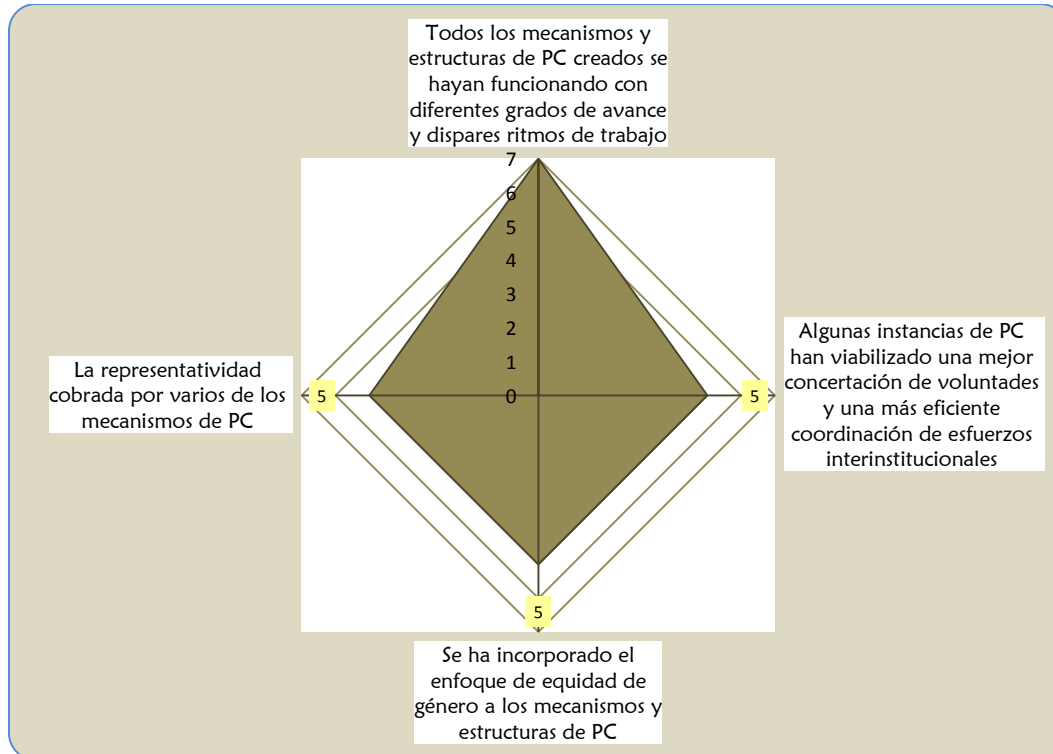 Todos los mecanismos y
estructuras de PC creados se
hayan funcionando con
diferentes grados de avance
y dispares ritmos de trabajo
7
6
5
4
3
2
1
0
La representatividad
cobrada por varios de los
mecanismos de PC
5
5
Algunas instancias de PC
han viabilizado una mejor
concertación de voluntades
y una más eficiente
coordinación de esfuerzos
interinstitucionales
5
Se ha incorporado el
enfoque de equidad de
género a los mecanismos y
estructuras de PC